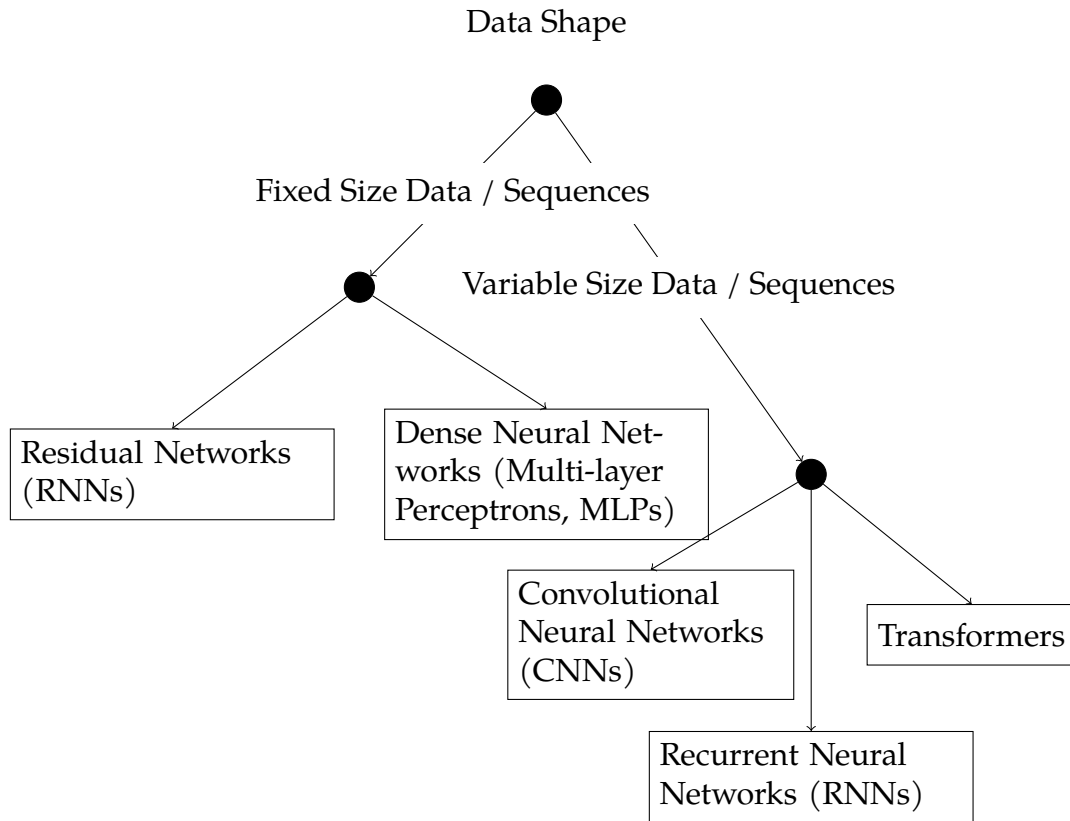 Data Shape
Fixed Size Data / Sequences
Variable Size Data / Sequences
Residual Networks
(RNNs)
Dense Neural Net-
works (Multi-layer
Perceptrons, MLPs)
Convolutional
Neural Networks
(CNNs)
Transformers
Recurrent Neural
Networks (RNNs)